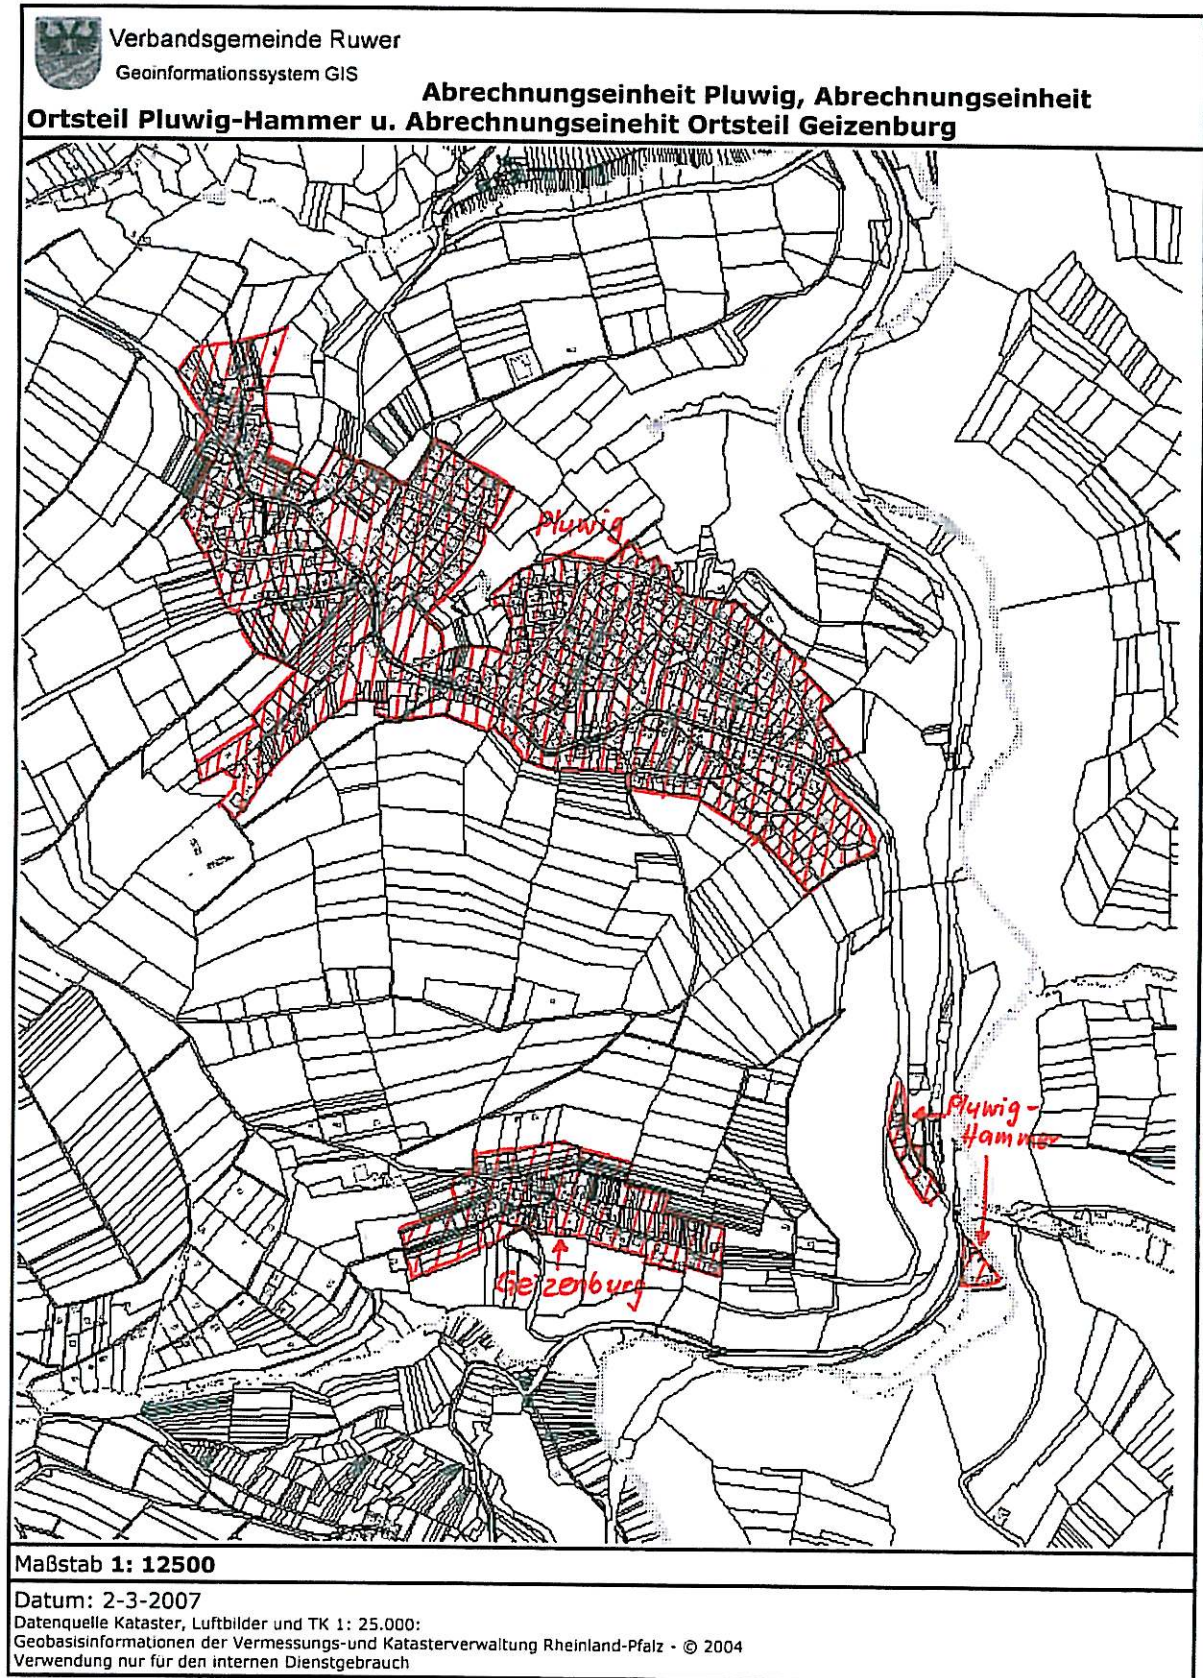 Verbandsgemeinde Ruwer
Geoinformationssystem GIS
Abrechnungseinheit Pluwig, Abrechnungseinheit
Ortsteil Pluwig-Hammer u. Abrechnungseinehit Ortsteil Geizenburg
Pluwig
Pluwig-
Hammer
Geizenburg
Maßstab 1: 12500
Datum: 2-3-2007
Datenquelle Kataster, Luftbilder und TK 1: 25.000:
Geobasisinformationen der Vermessungs-und Katasterverwaltung Rheinland-Pfalz - © 2004
Verwendung nur für den internen Dienstgebrauch